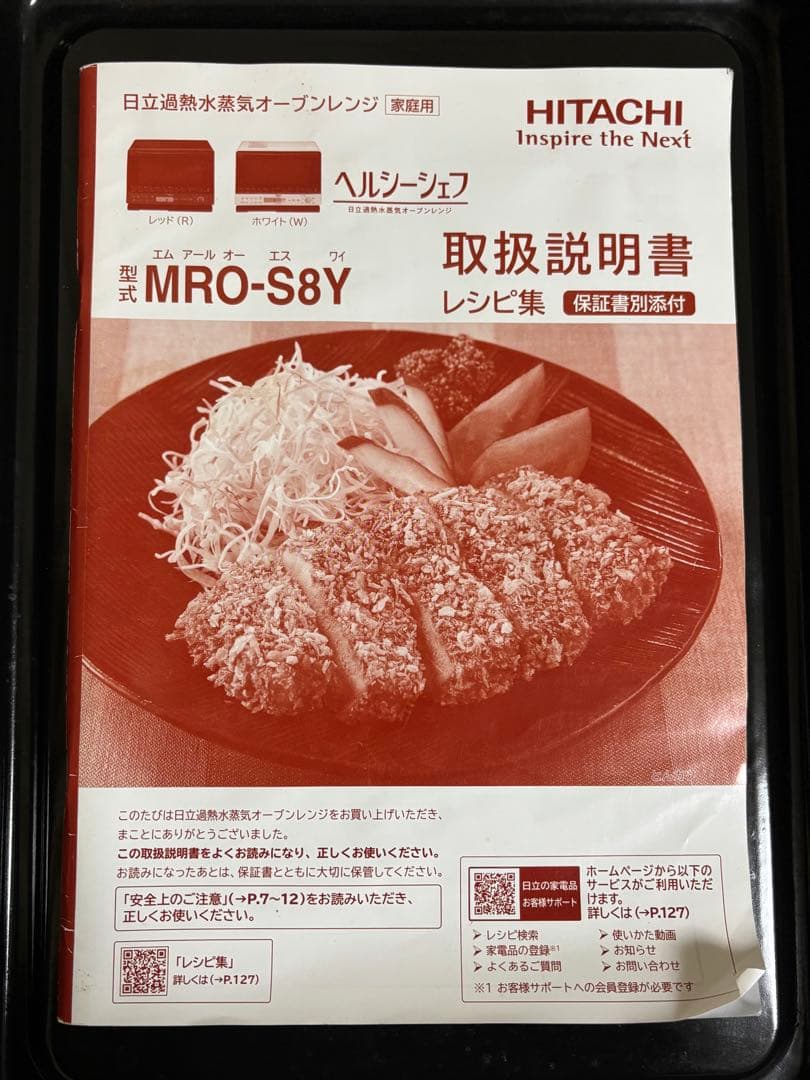 日立過熱水蒸気オーブンレンジ 家庭用
HITACHI
Inspire the Next
レッド(R)
ホワイト(W)
ヘルシーシェフ
日立過熱水蒸気オーブンレンジ
エム アール オー エス ワイ
型式 MRO-S8Y
取扱説明書
レシピ集 保証書別添付
とんかつ
このたびは日立過熱水蒸気オーブンレンジをお買い上げいただき、
まことにありがとうございました。
この取扱説明書をよくお読みになり、正しくお使いください。
お読みになったあとは、保証書とともに大切に保管してください。
「安全上のご注意」(→P.7〜12)をお読みいただき、
正しくお使いください。
「レシピ集」
詳しくは(→P.127)
日立の家電品
お客様サポート
ホームページから以下の
サービスがご利用いただ
けます。
詳しくは(→P.127)
➤ レシピ検索 ➤ 使いかた動画
➤ 家電品の登録※1 ➤ お知らせ
➤ よくあるご質問 ➤ お問い合わせ
※1 お客様サポートへの会員登録が必要です